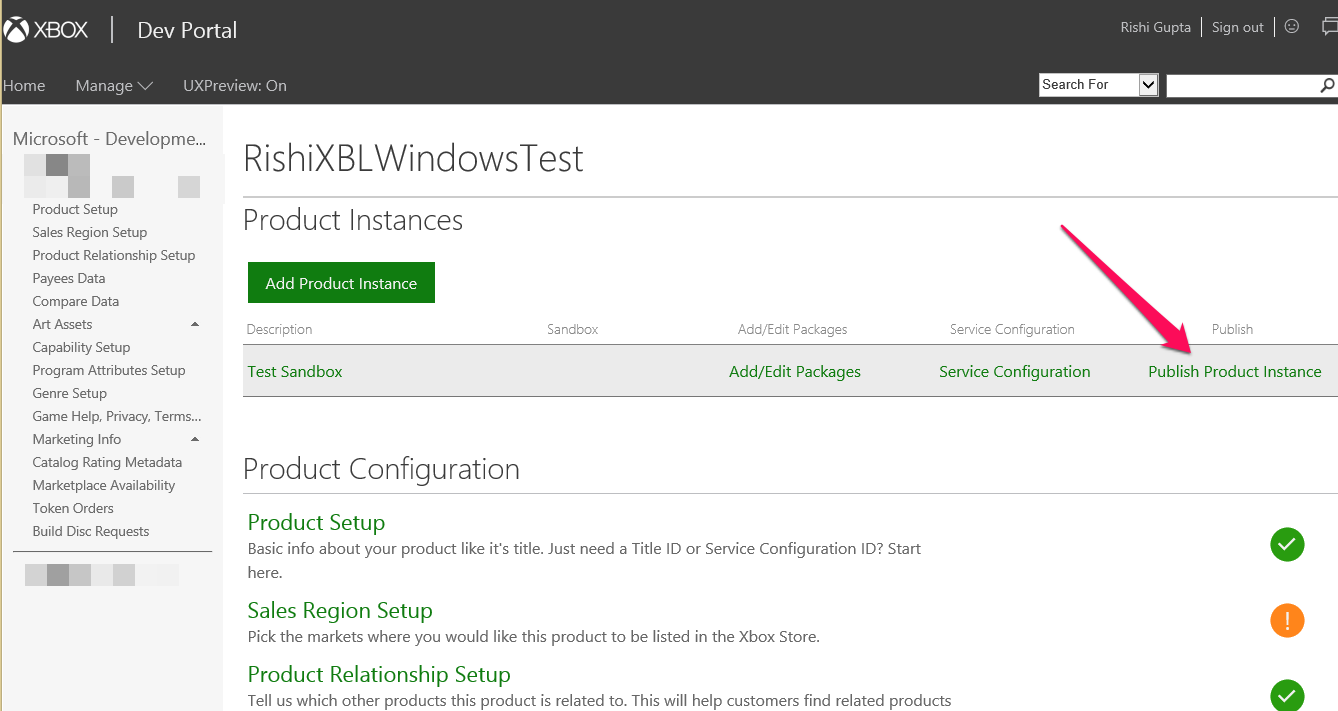 XBOX | Dev Portal
Rishi Gupta | Sign out
Home Manage UXPreview: On
Search For
Microsoft - Developme...
Product Setup
Sales Region Setup
Product Relationship Setup
Payees Data
Compare Data
Art Assets
Capability Setup
Program Attributes Setup
Genre Setup
Game Help, Privacy, Terms...
Marketing Info
Catalog Rating Metadata
Marketplace Availability
Token Orders
Build Disc Requests
RishiXBLWindowsTest
Product Instances
Add Product Instance
Description Sandbox Add/Edit Packages Service Configuration Publish
Test Sandbox Add/Edit Packages Service Configuration Publish Product Instance
Product Configuration
Product Setup
Basic info about your product like it's title. Just need a Title ID or Service Configuration ID? Start
here.
Sales Region Setup
Pick the markets where you would like this product to be listed in the Xbox Store.
Product Relationship Setup
Tell us which other products this product is related to. This will help customers find related products